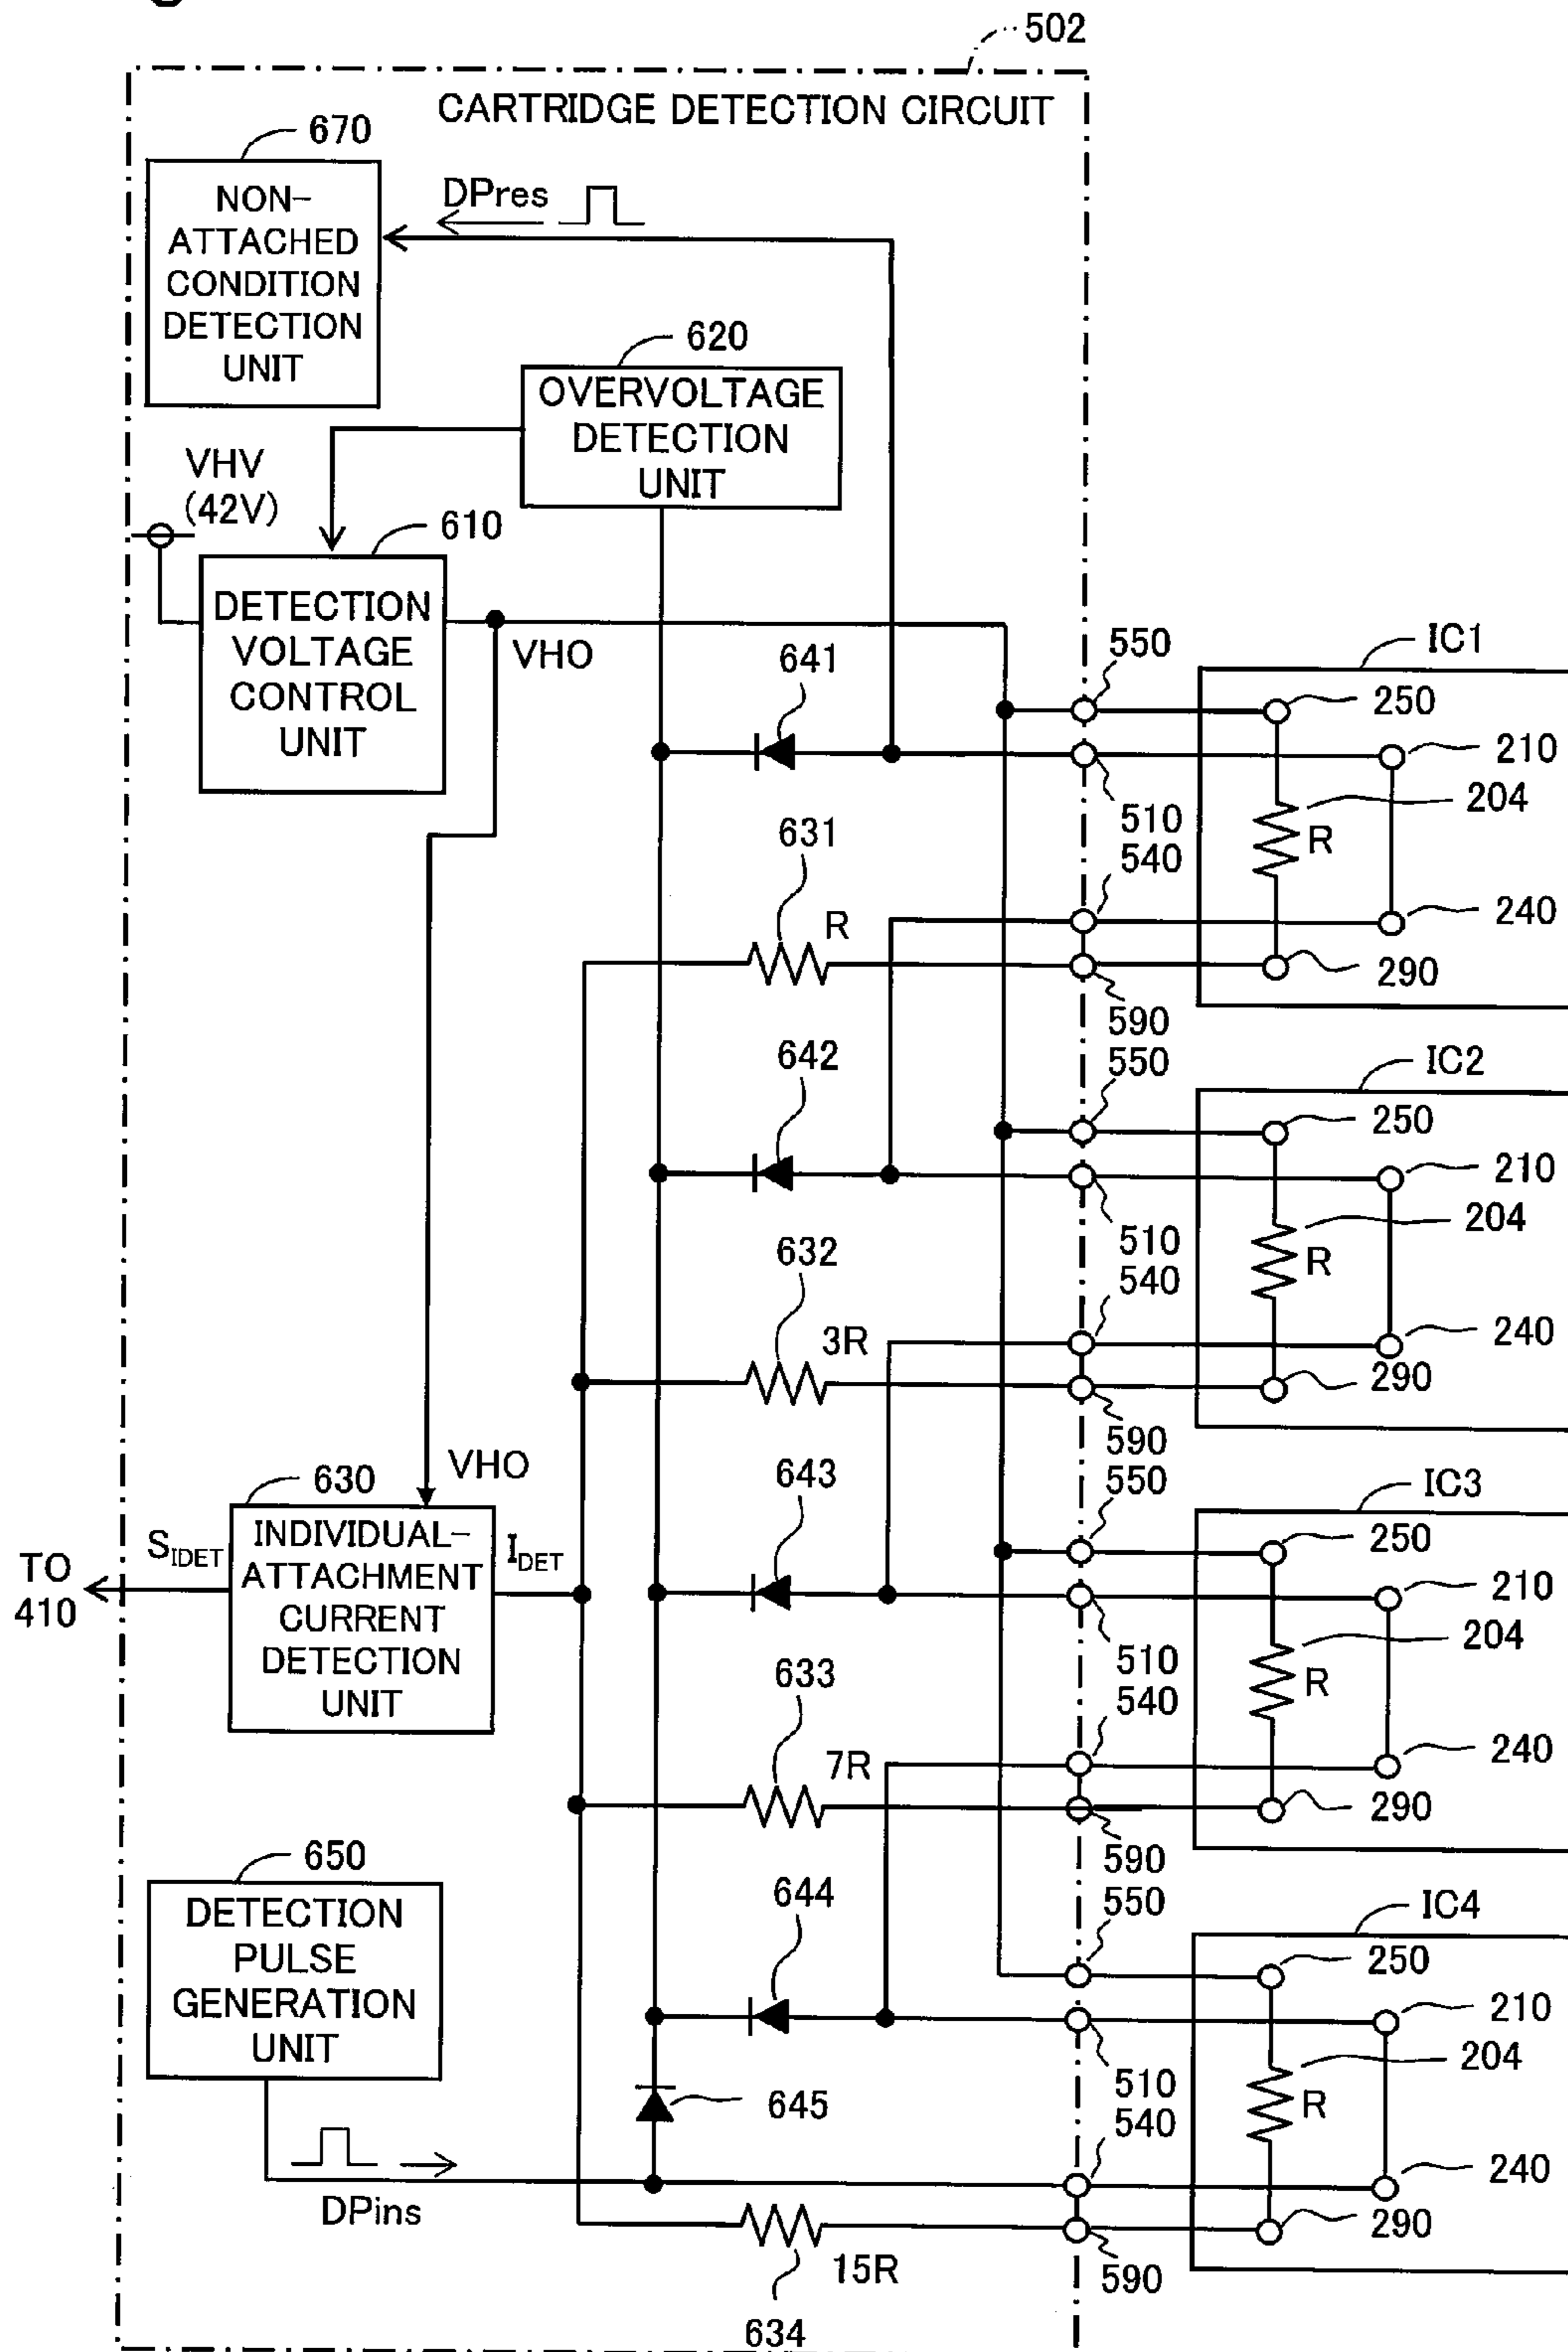 502
CARTRIDGE DETECTION CIRCUIT
670
NON-
ATTACHED
CONDITION
DETECTION
UNIT
DPres
620
OVERVOLTAGE
DETECTION
UNIT
VHV
(42V)
610
DETECTION
VOLTAGE
CONTROL
UNIT
VHO
641
550
IC1
250
210
510
204
R
631
R
540
240
290
590
642
550
IC2
250
210
510
204
R
632
3R
540
240
290
590
VHO
643
550
IC3
250
210
510
204
R
630
INDIVIDUAL-
ATTACHMENT
CURRENT
DETECTION
UNIT
SIDET
IDET
TO
410
633
7R
540
240
290
590
650
DETECTION
PULSE
GENERATION
UNIT
644
550
IC4
250
210
510
204
R
645
540
240
DPins
290
15R
590
634